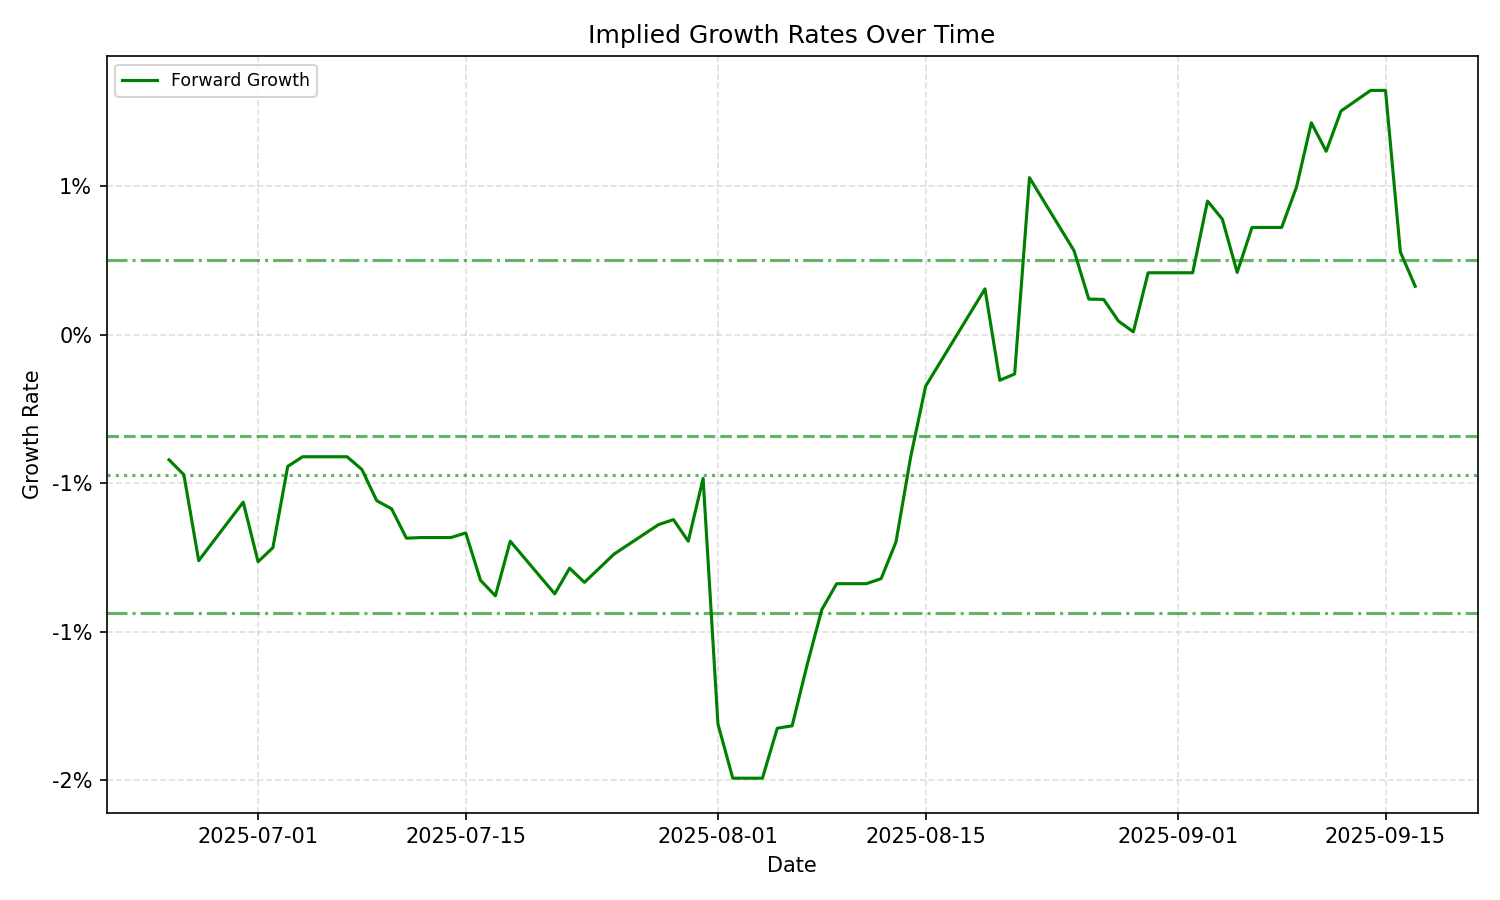 Implied Growth Rates Over Time
Forward Growth
Growth Rate
1%
0%
-1%
-1%
-2%
2025-07-01
2025-07-15
2025-08-01
2025-08-15
2025-09-01
2025-09-15
Date